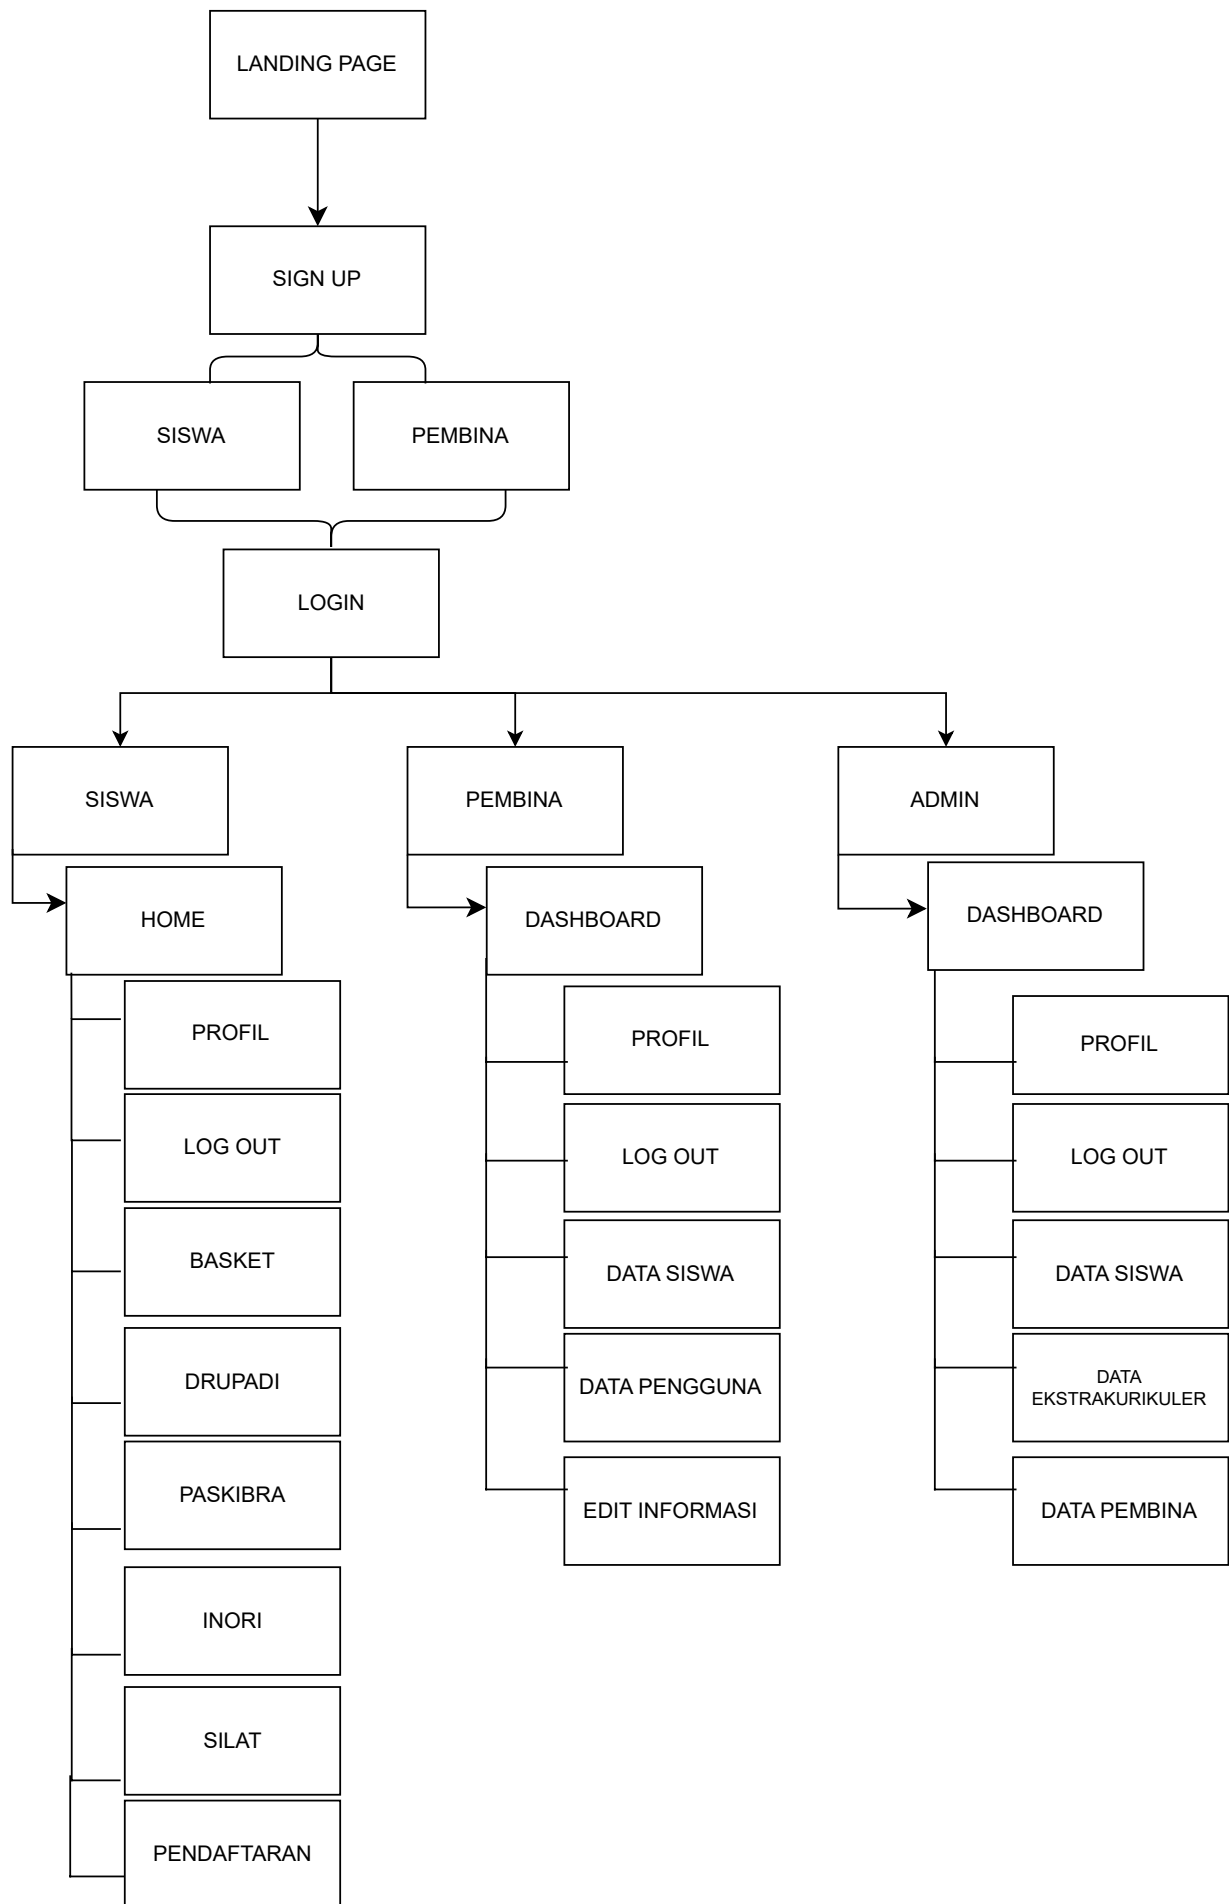 LANDING PAGE
SIGN UP
SISWA
PEMBINA
LOGIN
SISWA
PEMBINA
ADMIN
HOME
DASHBOARD
DASHBOARD
PROFIL
LOG OUT
BASKET
DRUPADI
PASKIBRA
INORI
SILAT
PENDAFTARAN
PROFIL
LOG OUT
DATA SISWA
DATA PENGGUNA
EDIT INFORMASI
PROFIL
LOG OUT
DATA SISWA
DATA
EKSTRAKURIKULER
DATA PEMBINA